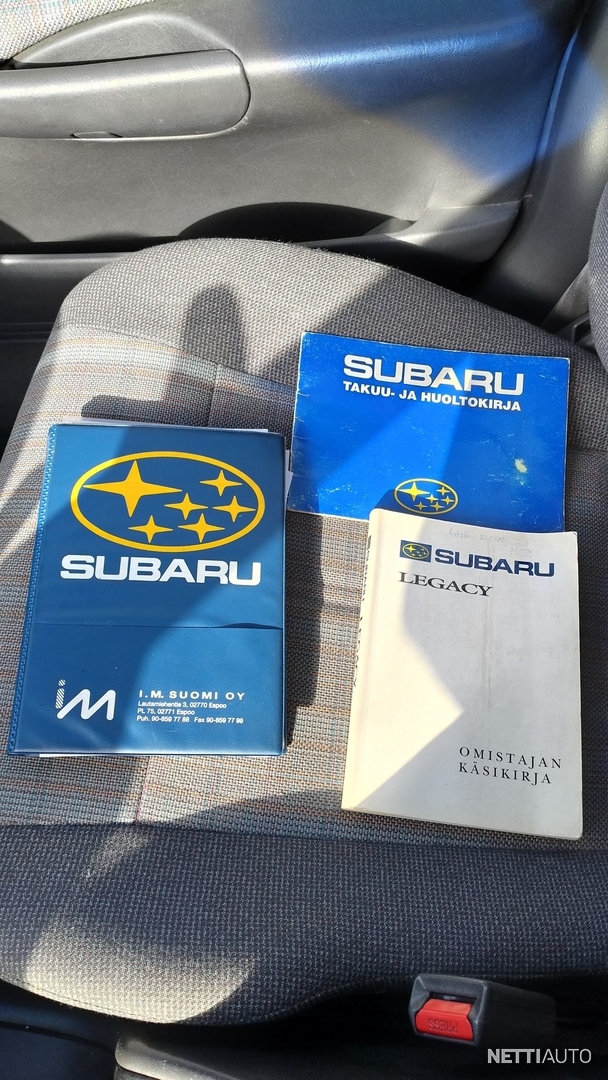 SUBARU
TAKUU- JA HUOLTOKIRJA
SUBARU
i.m
I.M. SUOMI OY
Lautamiehentie 3, 02770 Espoo
PL 75, 02771 Espoo
Puh. 90-859 77 88 Fax 90-859 77 99
SUBARU
LEGACY
OMISTAJAN
KÄSIKIRJA
PRESS
NETTIAUTO